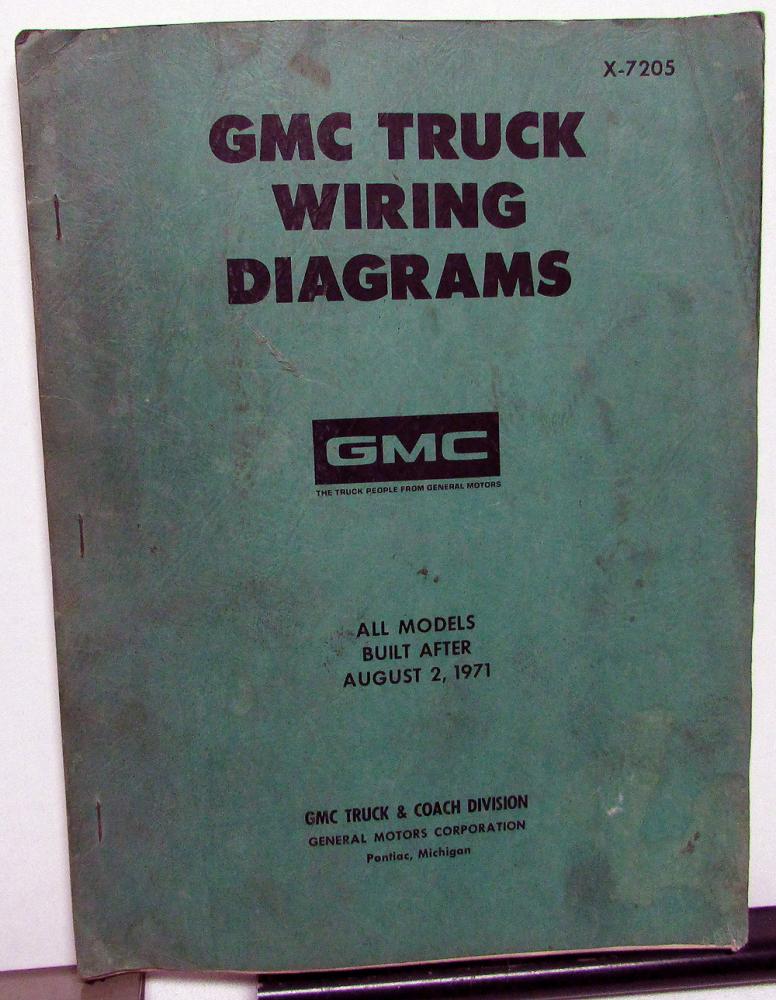 X-7205
GMC TRUCK
WIRING
DIAGRAMS
GMC
THE TRUCK PEOPLE FROM GENERAL MOTORS
ALL MODELS
BUILT AFTER
AUGUST 2, 1971
GMC TRUCK & COACH DIVISION
GENERAL MOTORS CORPORATION
Pontiac, Michigan